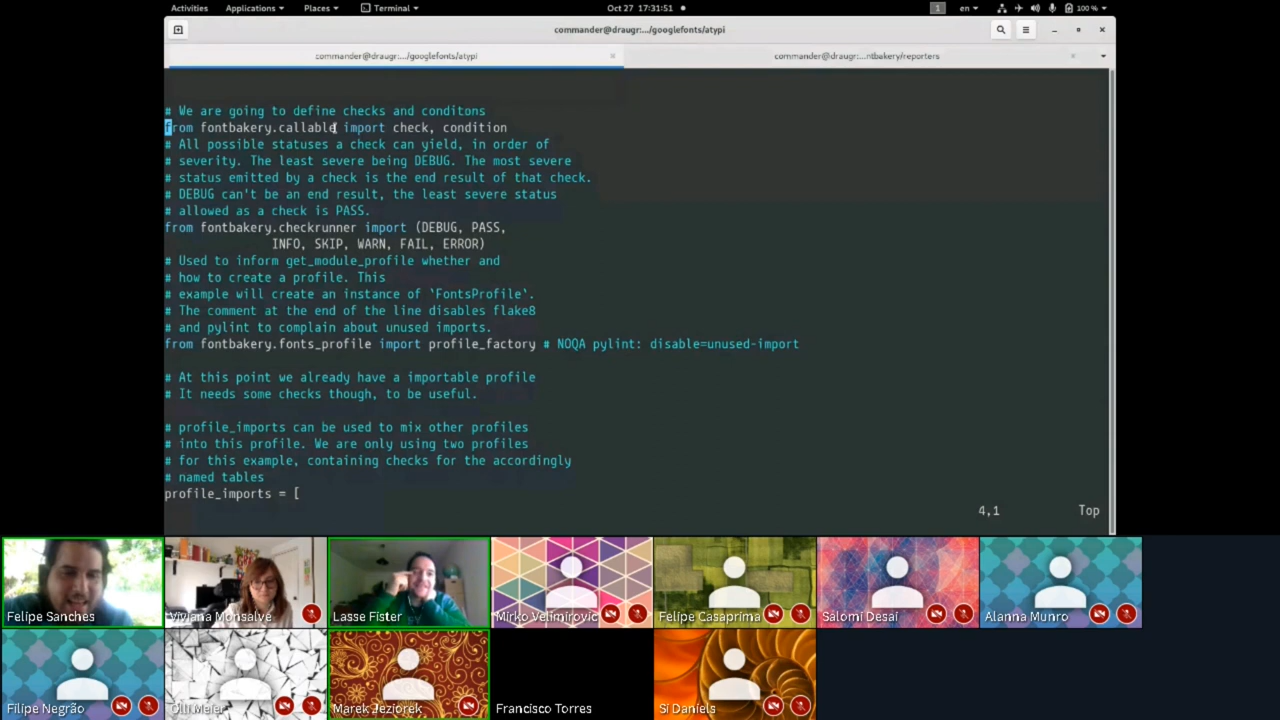 Activities Applications Places Terminal Oct 27 17:31:51 1 en 100 %
commander@draugr:.../googlefonts/atypi
commander@draugr:.../googlefonts/atypi commander@draugr:...ntbakery/reporters
# We are going to define checks and conditons
from fontbakery.callable import check, condition
# All possible statuses a check can yield, in order of
# severity. The least severe being DEBUG. The most severe
# status emitted by a check is the end result of that check.
# DEBUG can't be an end result, the least severe status
# allowed as a check is PASS.
from fontbakery.checkrunner import (DEBUG, PASS,
INFO, SKIP, WARN, FAIL, ERROR)
# Used to inform get_module_profile whether and
# how to create a profile. This
# example will create an instance of `FontsProfile`.
# The comment at the end of the line disables flake8
# and pylint to complain about unused imports.
from fontbakery.fonts_profile import profile_factory # NOQA pylint: disable=unused-import
# At this point we already have a importable profile
# It needs some checks though, to be useful.
# profile_imports can be used to mix other profiles
# into this profile. We are only using two profiles
# for this example, containing checks for the accordingly
# named tables
profile_imports = [
4,1 Top
Felipe Sanches Viviana Monsalve Lasse Fister Mirko Velimirovic Felipe Casaprima Salomi Desai Alanna Munro
Filipe Negrão Olli Meier Marek Jeziorek Francisco Torres Si Daniels